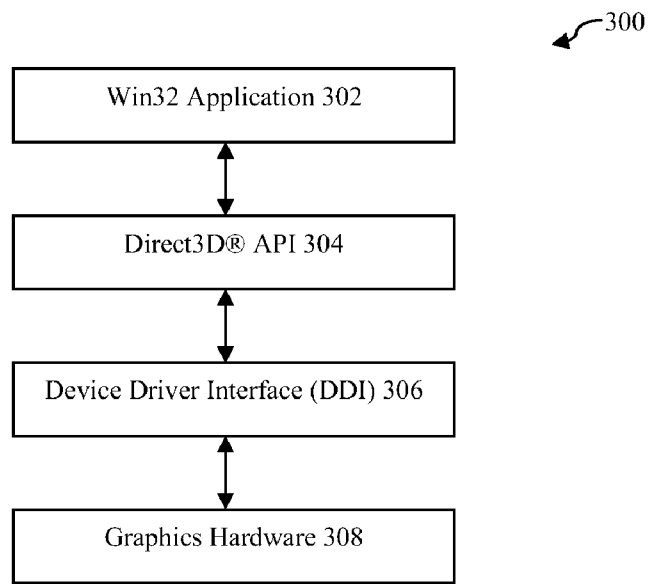 300
Win32 Application 302
Direct3D® API 304
Device Driver Interface (DDI) 306
Graphics Hardware 308